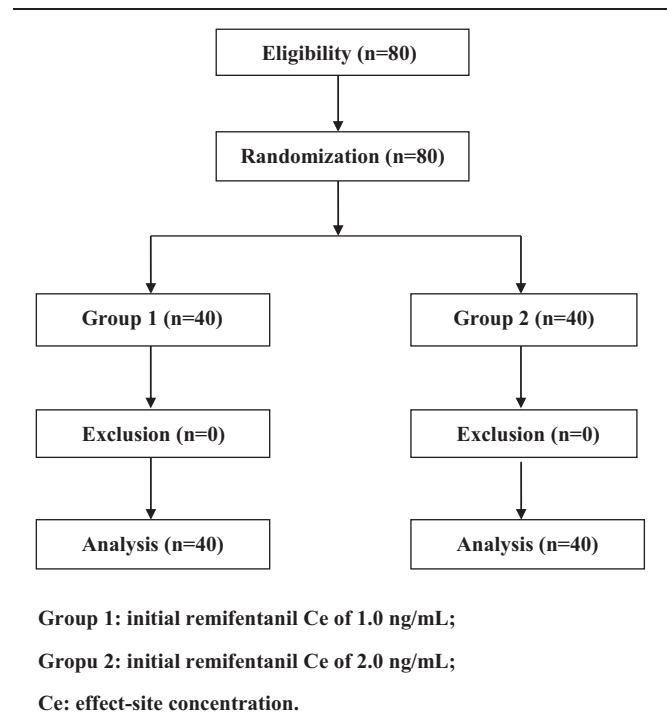 Eligibility (n=80)
Randomization (n=80)
Group 1 (n=40)
Group 2 (n=40)
Exclusion (n=0)
Exclusion (n=0)
Analysis (n=40)
Analysis (n=40)
Group 1: initial remifentanil Ce of 1.0 ng/mL;
Gropu 2: initial remifentanil Ce of 2.0 ng/mL;
Ce: effect-site concentration.